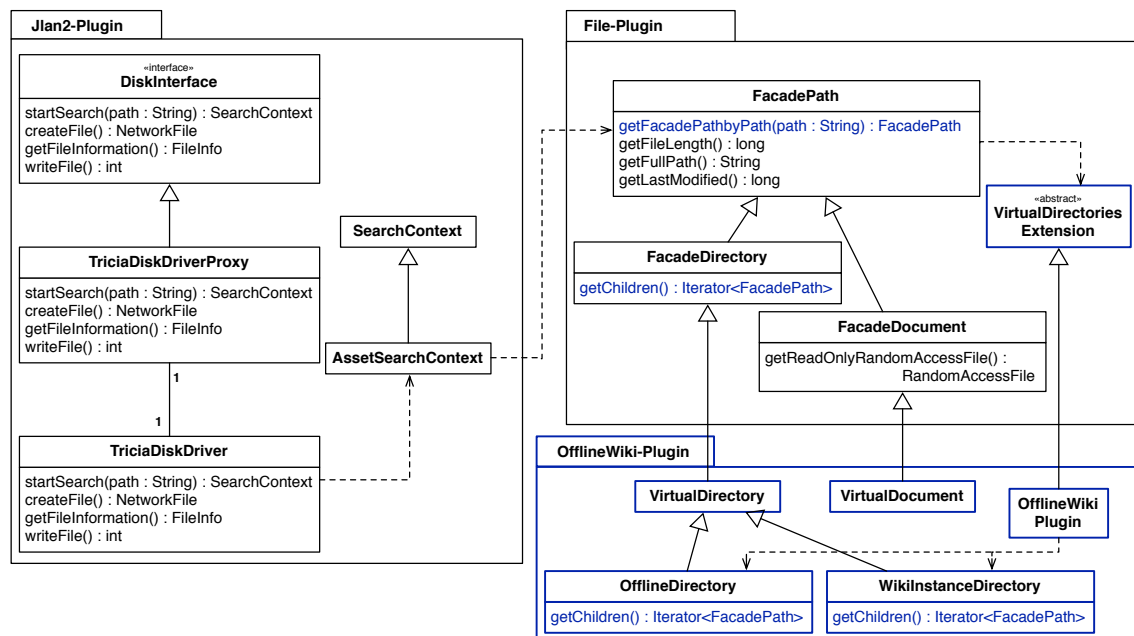 Jlan2-Plugin
«interface»
DiskInterface
startSearch(path : String) : SearchContext
createFile() : NetworkFile
getFileInformation() : FileInfo
writeFile() : int
SearchContext
TriciaDiskDriverProxy
startSearch(path : String) : SearchContext
createFile() : NetworkFile
getFileInformation() : FileInfo
writeFile() : int
AssetSearchContext
1
1
TriciaDiskDriver
startSearch(path : String) : SearchContext
createFile() : NetworkFile
getFileInformation() : FileInfo
writeFile() : int
File-Plugin
FacadePath
getFacadePathbyPath(path : String) : FacadePath
getFileLength() : long
getFullPath() : String
getLastModified() : long
«abstract»
VirtualDirectories
Extension
FacadeDirectory
getChildren() : Iterator<FacadePath>
FacadeDocument
getReadOnlyRandomAccessFile() :
RandomAccessFile
OfflineWiki-Plugin
VirtualDirectory
VirtualDocument
OfflineWiki
Plugin
OfflineDirectory
getChildren() : Iterator<FacadePath>
WikiInstanceDirectory
getChildren() : Iterator<FacadePath>